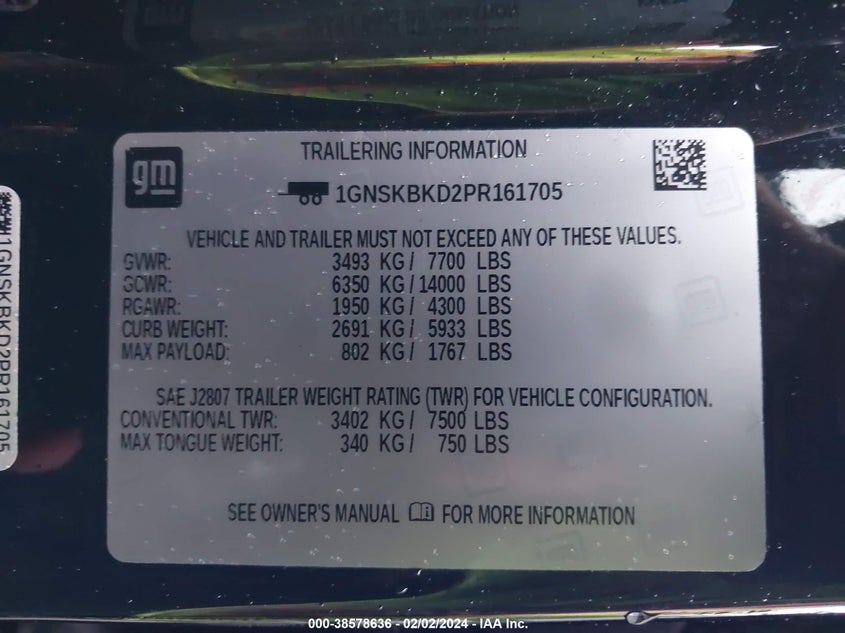 gm
TRAILERING INFORMATION
1GNSKBKD2PR161705
VEHICLE AND TRAILER MUST NOT EXCEED ANY OF THESE VALUES.
GVWR: 3493 KG / 7700 LBS
GCWR: 6350 KG / 14000 LBS
RGAWR: 1950 KG / 4300 LBS
CURB WEIGHT: 2691 KG / 5933 LBS
MAX PAYLOAD: 802 KG / 1767 LBS
SAE J2807 TRAILER WEIGHT RATING (TWR) FOR VEHICLE CONFIGURATION.
CONVENTIONAL TWR: 3402 KG / 7500 LBS
MAX TONGUE WEIGHT: 340 KG / 750 LBS
SEE OWNER'S MANUAL FOR MORE INFORMATION
1GNSKBKD2PR161705
000-38578636 - 02/02/2024 - IAA Inc.